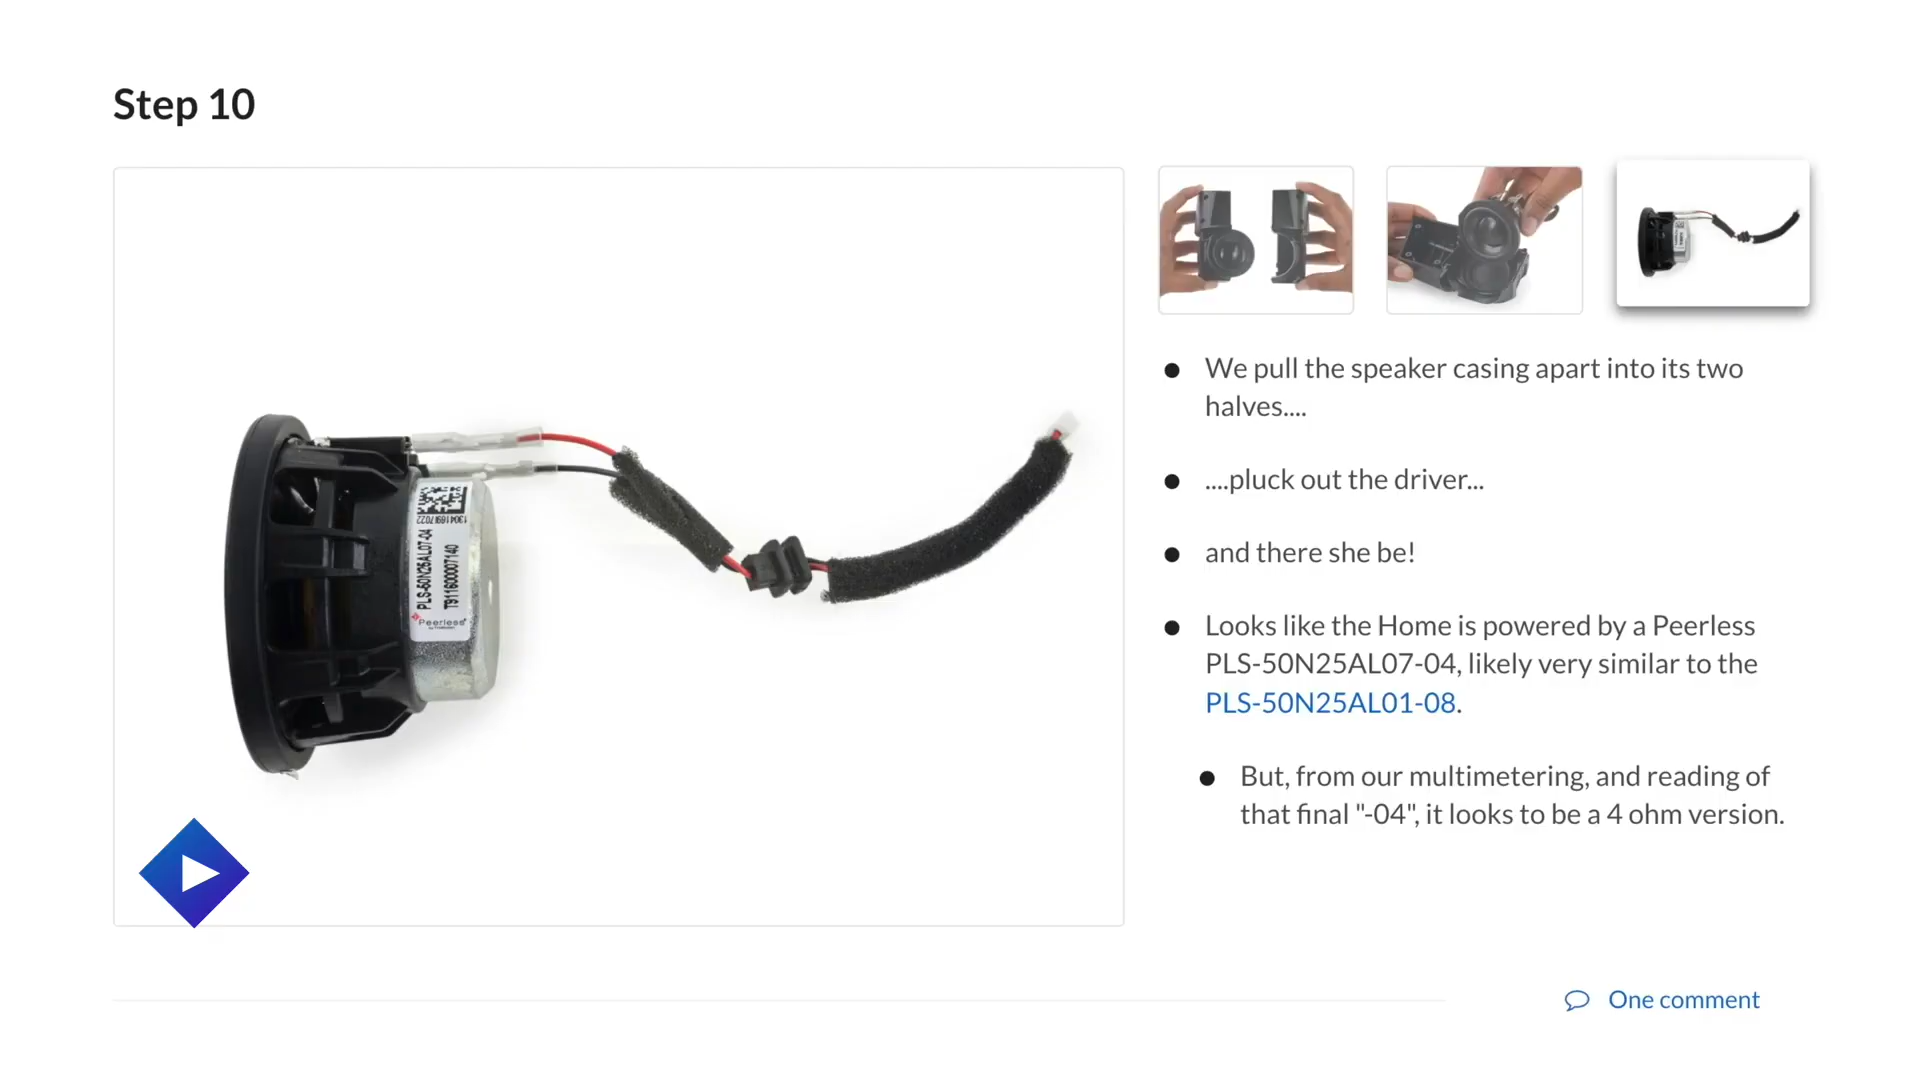 Step 10
1304169I7022
PLS-50N25AL07-04
T911600007140
Peerless
We pull the speaker casing apart into its two
halves....
....pluck out the driver...
and there she be!
Looks like the Home is powered by a Peerless
PLS-50N25AL07-04, likely very similar to the
PLS-50N25AL01-08.
But, from our multimetering, and reading of
that final "-04", it looks to be a 4 ohm version.
One comment